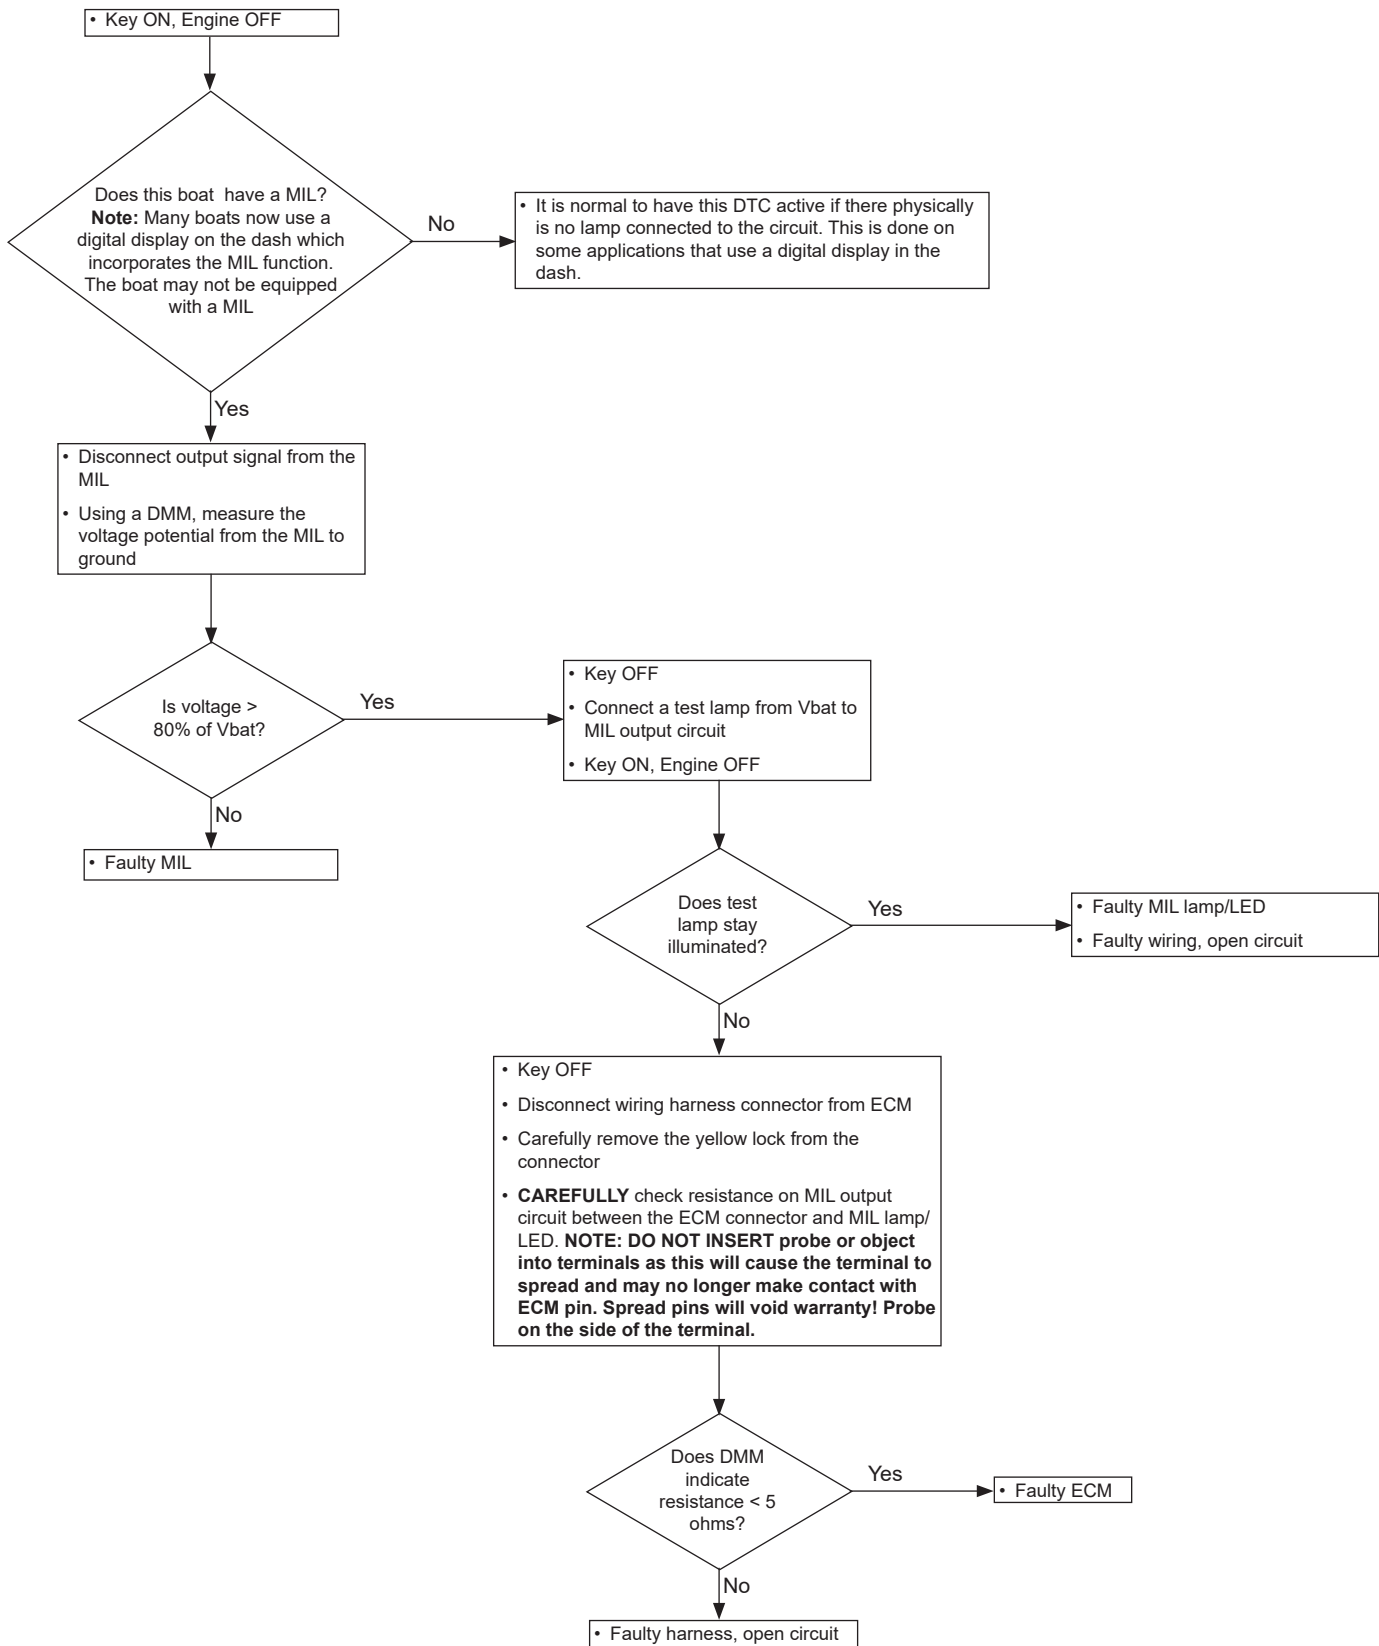 • Key ON, Engine OFF
Does this boat have a MIL?
Note: Many boats now use a
digital display on the dash which
incorporates the MIL function.
The boat may not be equipped
with a MIL
No
• It is normal to have this DTC active if there physically
is no lamp connected to the circuit. This is done on
some applications that use a digital display in the
dash.
Yes
• Disconnect output signal from the
MIL
• Using a DMM, measure the
voltage potential from the MIL to
ground
Is voltage >
80% of Vbat?
Yes
• Key OFF
• Connect a test lamp from Vbat to
MIL output circuit
• Key ON, Engine OFF
No
• Faulty MIL
Does test
lamp stay
illuminated?
Yes
• Faulty MIL lamp/LED
• Faulty wiring, open circuit
No
• Key OFF
• Disconnect wiring harness connector from ECM
• Carefully remove the yellow lock from the
connector
• CAREFULLY check resistance on MIL output
circuit between the ECM connector and MIL lamp/
LED. NOTE: DO NOT INSERT probe or object
into terminals as this will cause the terminal to
spread and may no longer make contact with
ECM pin. Spread pins will void warranty! Probe
on the side of the terminal.
Does DMM
indicate
resistance < 5
ohms?
Yes
• Faulty ECM
No
• Faulty harness, open circuit